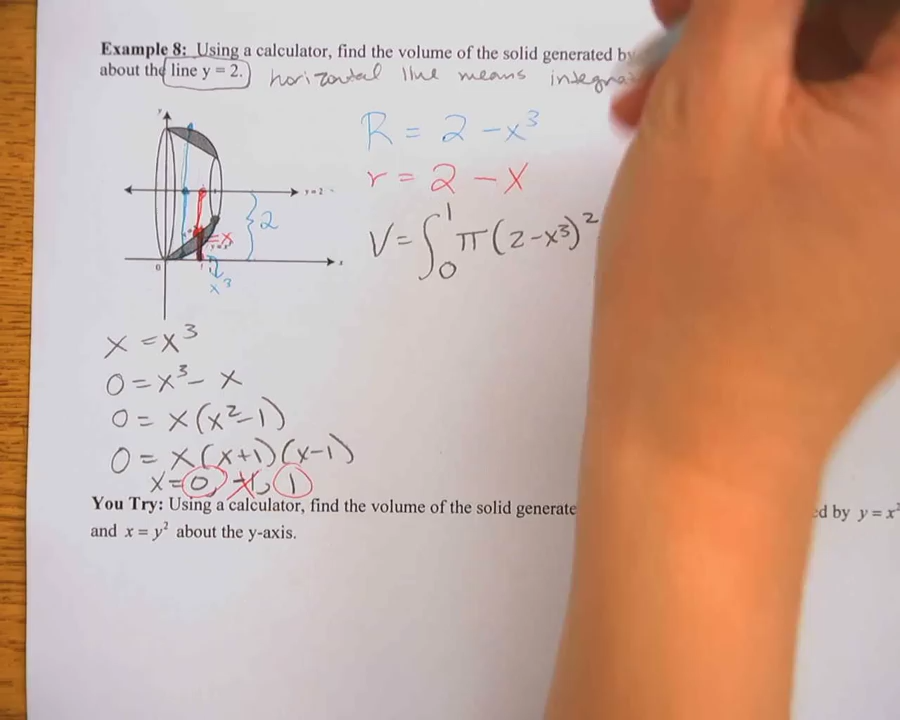 Example 8: Using a calculator, find the volume of the solid generated by
about the line y = 2. horizontal line means
R = 2 - x³
r = 2 - x
V = ∫₀¹ π(2-x³)²
y
y = 2
2
= x
x
0
x³
x = x³
0 = x³ - x
0 = x(x²-1)
0 = x(x+1)(x-1)
x = 0, -1, 1
You Try: Using a calculator, find the volume of the solid generate ed by y = x²
and x = y² about the y-axis.